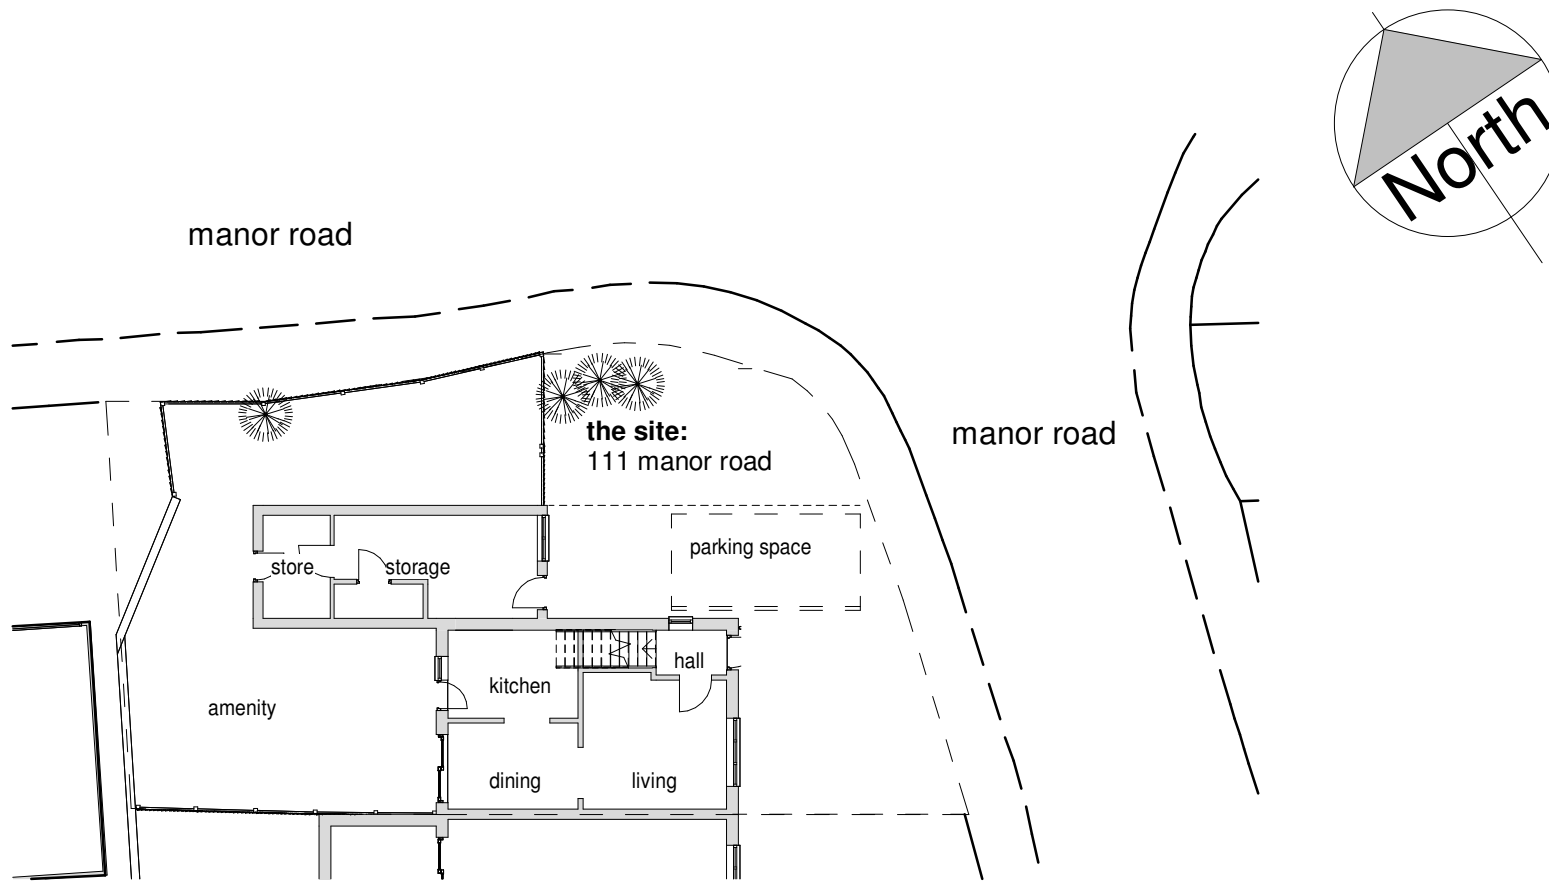 North
manor road
the site:
111 manor road
manor road
parking space
store
storage
hall
kitchen
amenity
dining
living